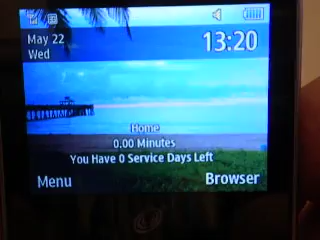 May 22
13:20
Wed
Home
0.00 Minutes
You Have 0 Service Days Left
Menu
Browser